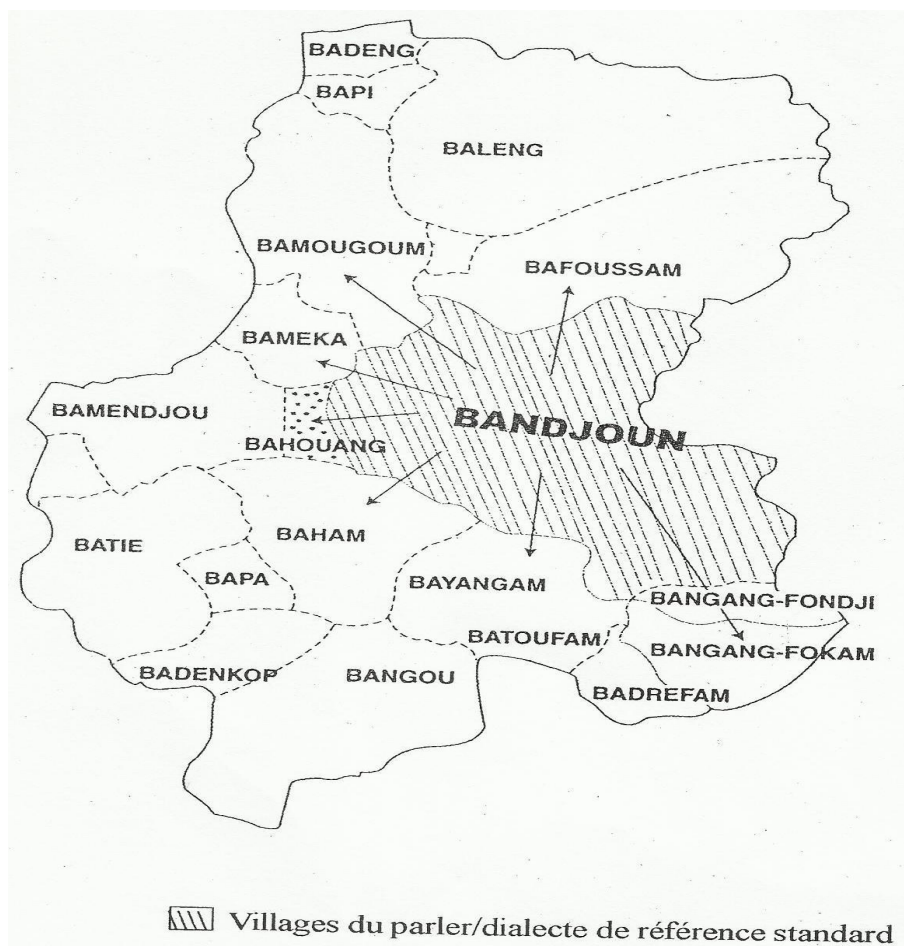 BADENG
BAPI
BALENG
BAMOUGOUM
BAFOUSSAM
BAMEKA
BAMENDJOU
BANDJOUN
BAHOUANG
BATIE
BAHAM
BAPA
BAYANGAM
BANGANG-FONDJI
BATOUFAM
BANGANG-FOKAM
BADENKOP
BANGOU
BADREFAM
Villages du parler/dialecte de référence standard